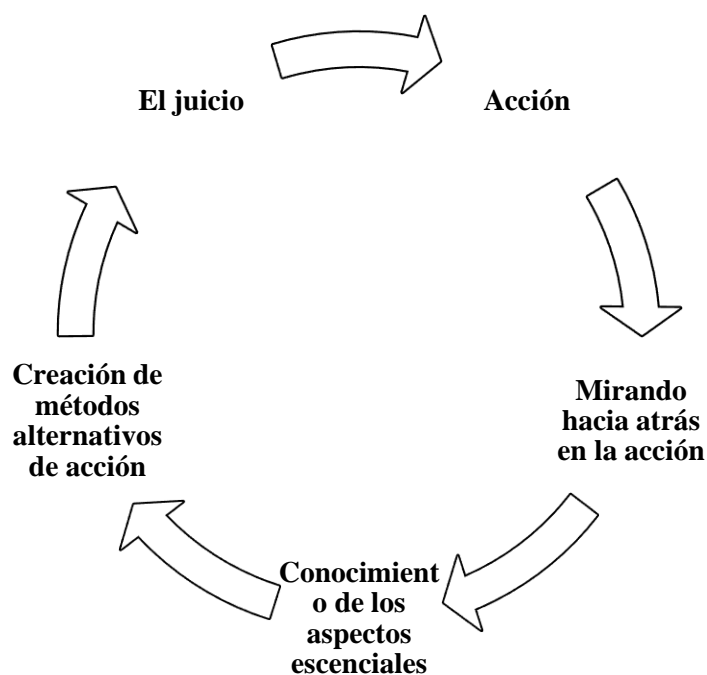 El juicio
Acción
Mirando
hacia atrás
en la acción
Conocimient
o de los
aspectos
escenciales
Creación de
métodos
alternativos
de acción